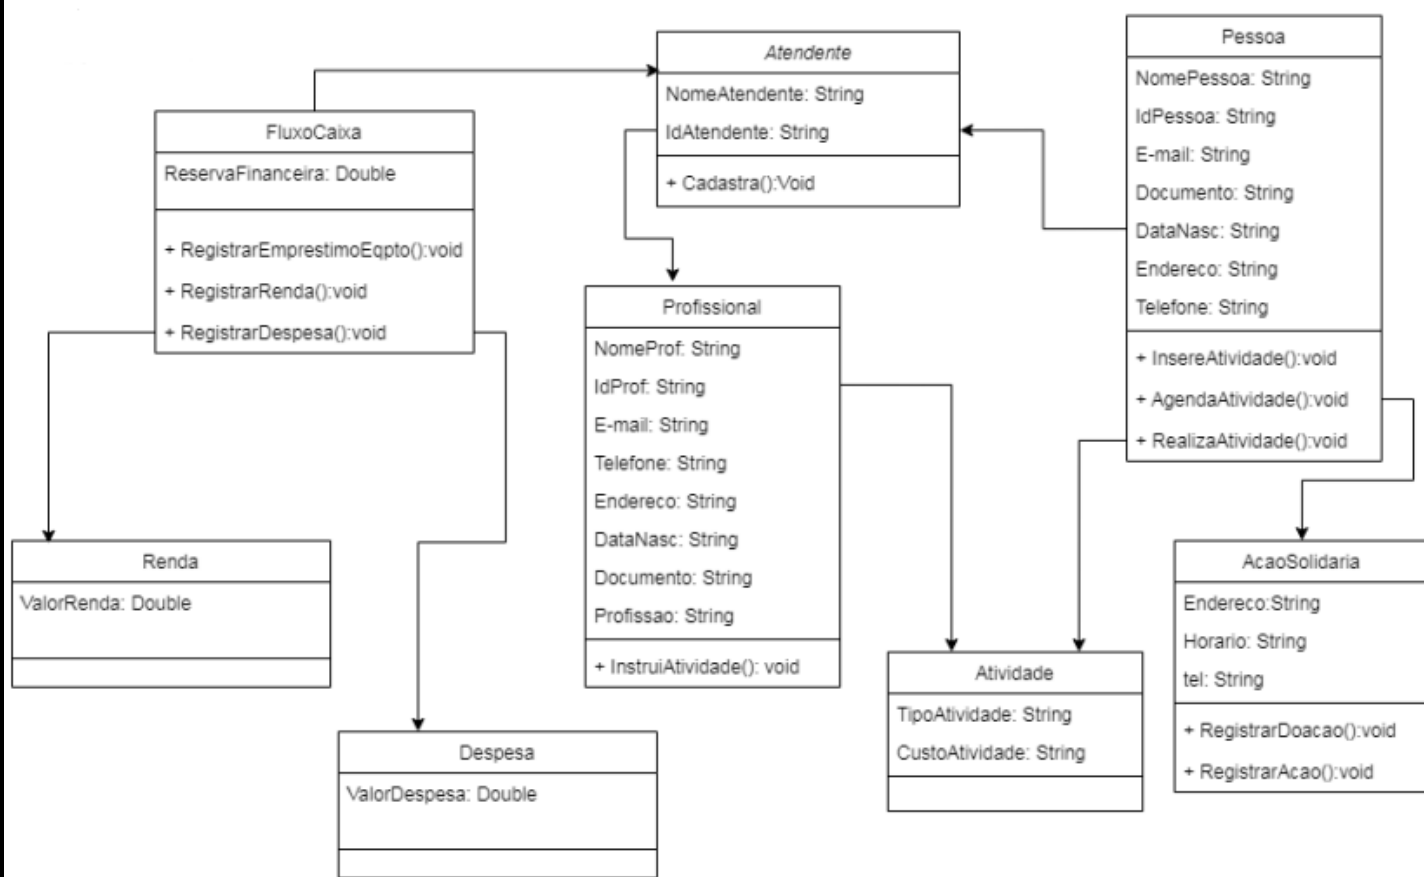 Atendente
NomeAtendente: String
IdAtendente: String
+ Cadastra():Void
Pessoa
NomePessoa: String
IdPessoa: String
E-mail: String
Documento: String
DataNasc: String
Endereco: String
Telefone: String
+ InsereAtividade():void
+ AgendaAtividade():void
+ RealizaAtividade():void
FluxoCaixa
ReservaFinanceira: Double
+ RegistrarEmprestimoEqpto():void
+ RegistrarRenda():void
+ RegistrarDespesa():void
Profissional
NomeProf: String
IdProf: String
E-mail: String
Telefone: String
Endereco: String
DataNasc: String
Documento: String
Profissao: String
+ InstruiAtividade(): void
Renda
ValorRenda: Double
AcaoSolidaria
Endereco:String
Horario: String
tel: String
+ RegistrarDoacao():void
+ RegistrarAcao():void
Atividade
TipoAtividade: String
CustoAtividade: String
Despesa
ValorDespesa: Double